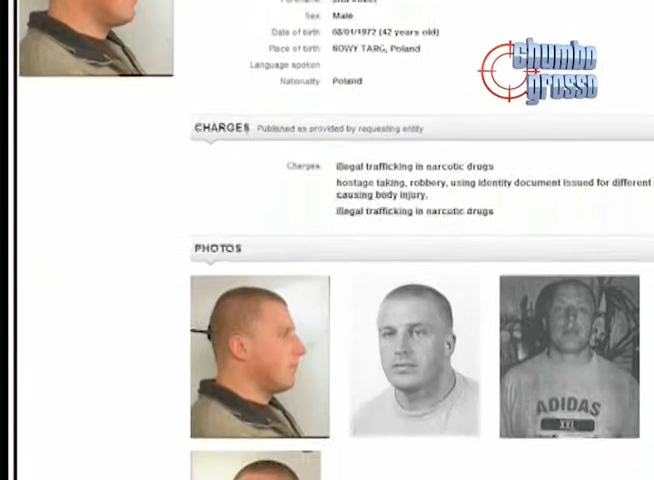 Sex Male
Date of birth 08/01/1972 (42 years old)
Place of birth NOWY TARG, Poland
Language spoken
Nationality Poland
chumbo
grosso
CHARGES Published as provided by requesting entity
Charges illegal trafficking in narcotic drugs
hostage taking, robbery, using identity document issued for different
causing body injury.
illegal trafficking in narcotic drugs
PHOTOS
ADIDAS
XXL